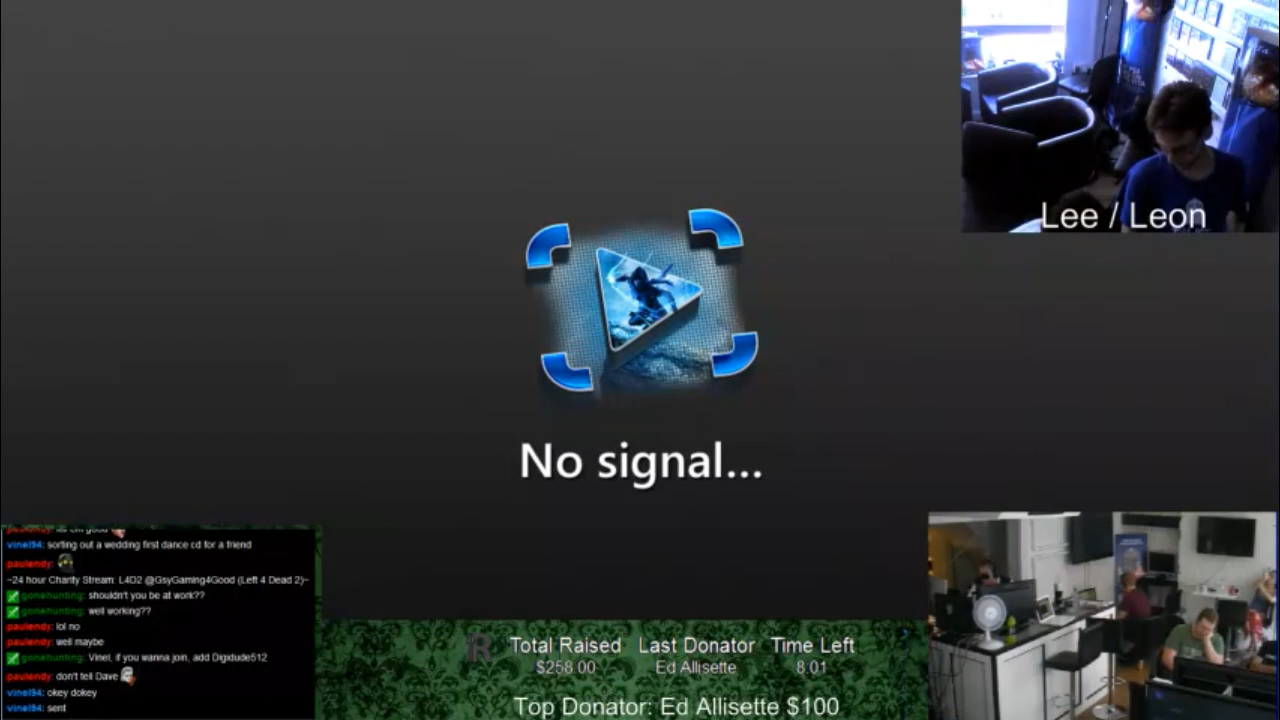 Lee / Leon
No signal...
vinel94: sorting out a wedding first dance cd for a friend
paulendy:
~24 hour Charity Stream: L4D2 @GsyGaming4Good (Left 4 Dead 2)~
gonehunting: shouldn't you be at work??
gonehunting: well working??
paulendy: lol no
paulendy: well maybe
gonehunting: Vinel, if you wanna join, add Digidude512
paulendy: don't tell Dave
vinel94: okey dokey
vinel94: sent
Total Raised Last Donator Time Left
$258.00 Ed Allisette 8.01
Top Donator: Ed Allisette $100